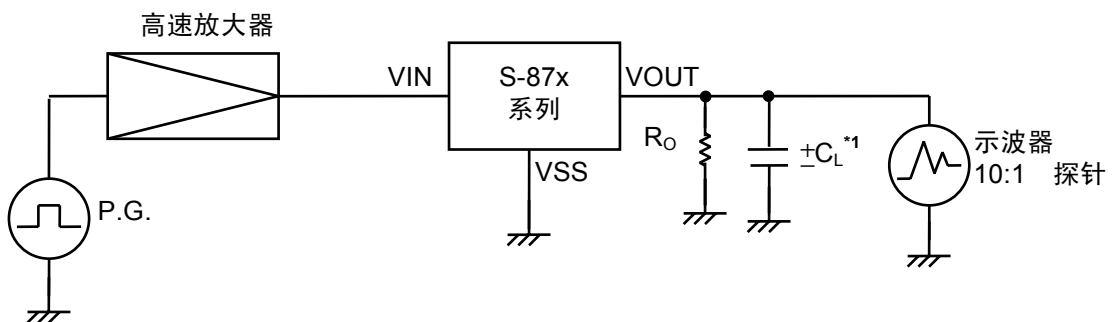 高速放大器
VIN
S-87x
系列
VOUT
VSS
P.G.
Rₒ
±C_L*1
示波器
10:1 探针